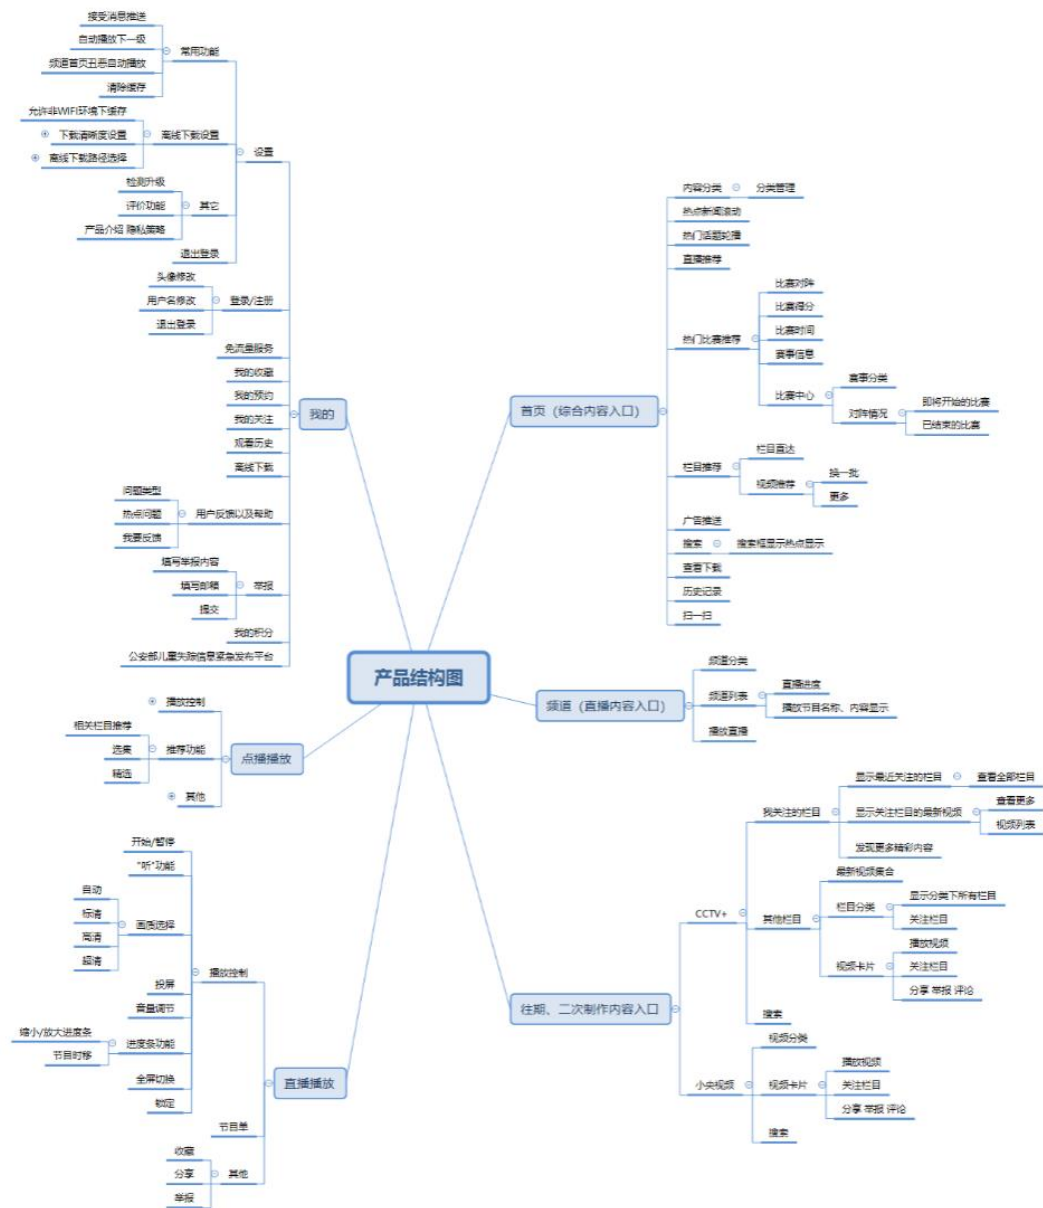 产品结构图
首页（综合内容入口）
内容分类
分类管理
热点新闻滚动
热门话题轮播
直播推荐
热门比赛推荐
比赛对阵
比赛得分
比赛时间
赛事信息
比赛中心
赛事分类
对阵情况
即将开始的比赛
已结束的比赛
栏目推荐
栏目直达
视频推荐
换一批
更多
广告推送
搜索
搜索框显示热点显示
查看下载
历史记录
扫一扫
频道（直播内容入口）
频道分类
频道列表
直播进度
播放节目名称、内容显示
播放直播
往期、二次制作内容入口
CCTV+
我关注的栏目
显示最近关注的栏目
查看全部栏目
显示关注栏目的最新视频
查看更多
视频列表
发现更多精彩内容
其他栏目
最新视频集合
栏目分类
显示分类下所有栏目
关注栏目
视频卡片
播放视频
关注栏目
分享 举报 评论
搜索
小央视频
视频分类
视频卡片
播放视频
关注栏目
分享 举报 评论
搜索
我的
设置
常用功能
接受消息推送
自动播放下一级
频道首页丑恶自动播放
清除缓存
离线下载设置
允许非WIFI环境下缓存
下载清晰度设置
离线下载路径选择
其它
检测升级
评价功能
产品介绍 隐私策略
退出登录
登录/注册
头像修改
用户名修改
退出登录
免流量服务
我的收藏
我的预约
我的关注
观看历史
离线下载
用户反馈以及帮助
问题类型
热点问题
我要反馈
举报
填写举报内容
填写邮箱
提交
我的积分
公安部儿童失踪信息紧急发布平台
点播播放
播放控制
推荐功能
相关栏目推荐
选集
精选
其他
直播播放
播放控制
开始/暂停
"听"功能
画质选择
自动
标清
高清
超清
投屏
音量调节
进度条功能
缩小/放大进度条
节目时移
全屏切换
锁定
节目单
其他
收藏
分享
举报